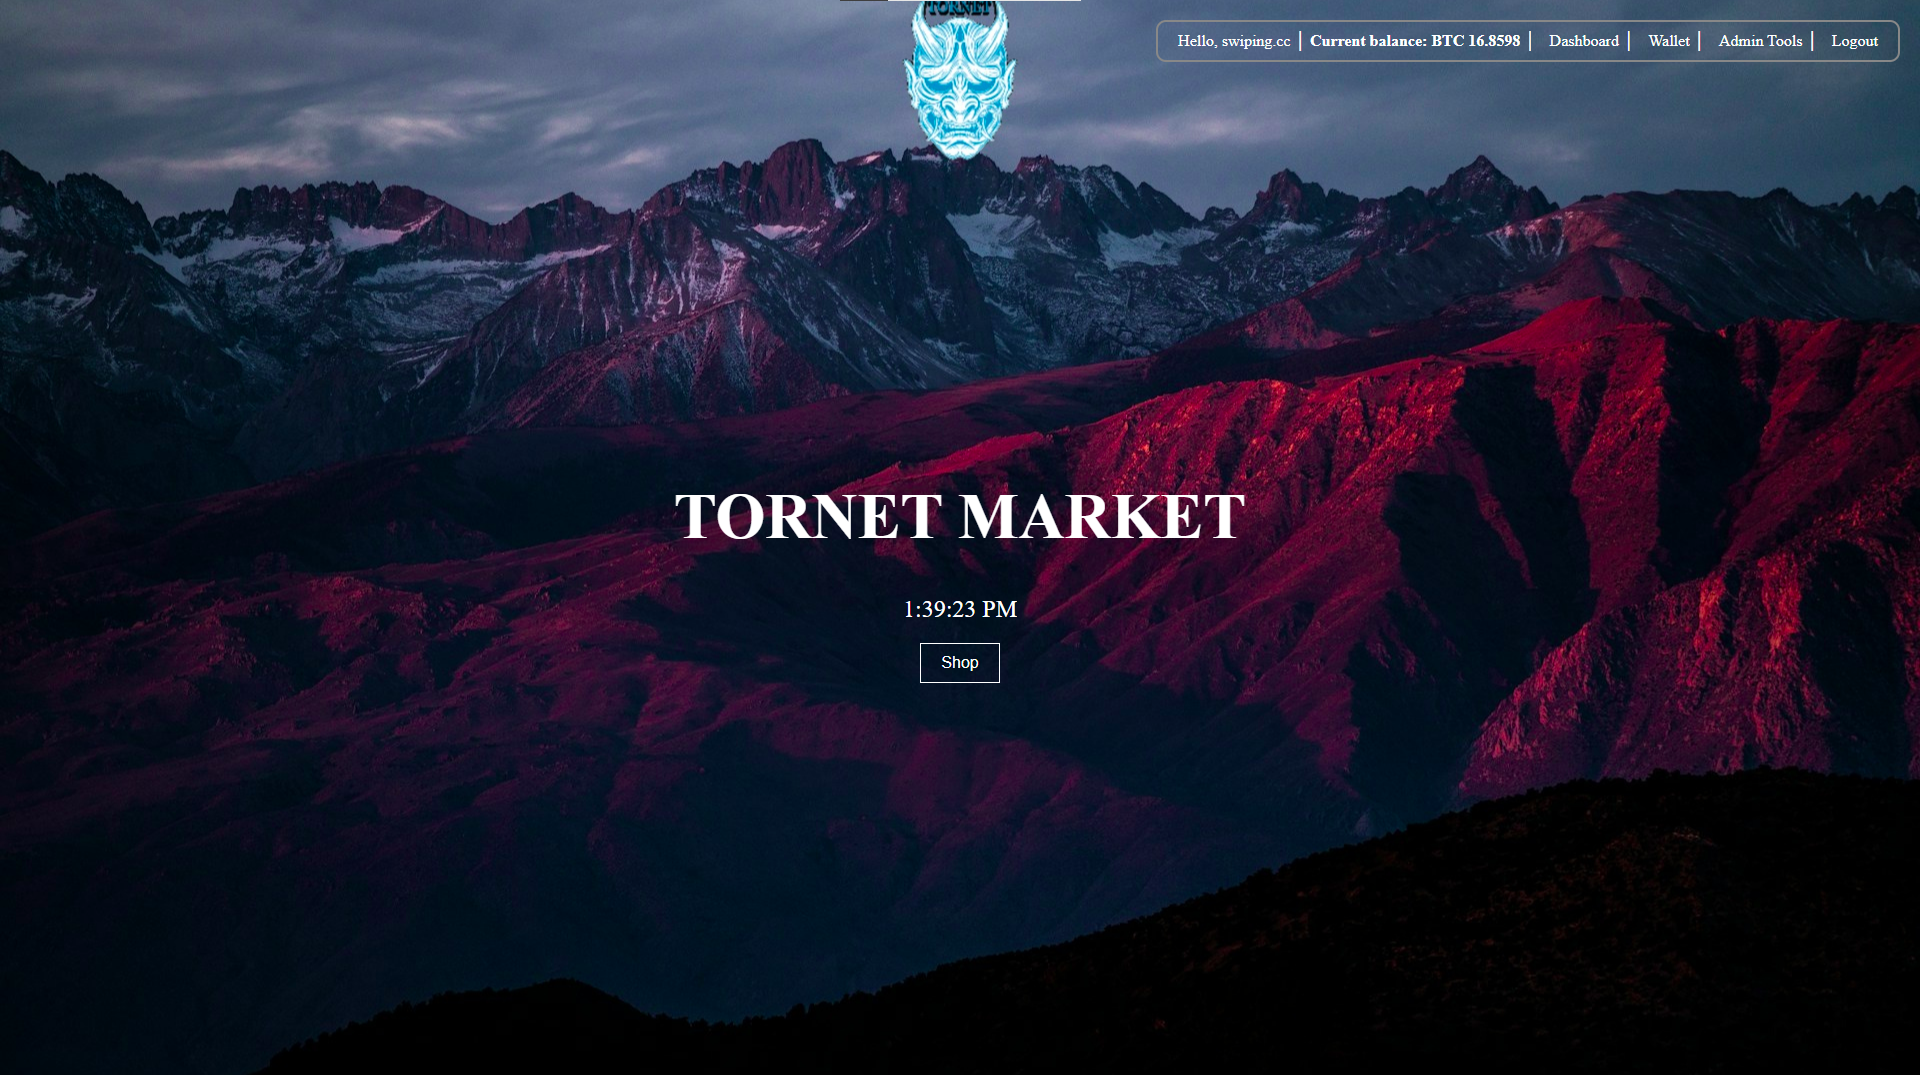 TORNET
Hello, swiping.cc | Current balance: BTC 16.8598 | Dashboard | Wallet | Admin Tools | Logout
TORNET MARKET
1:39:23 PM
Shop